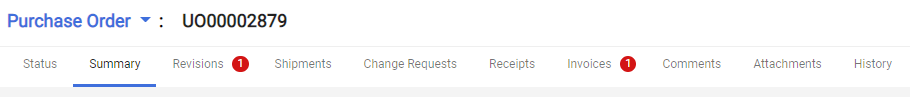 Purchase Order : UO00002879
Status Summary Revisions 1 Shipments Change Requests Receipts Invoices 1 Comments Attachments History